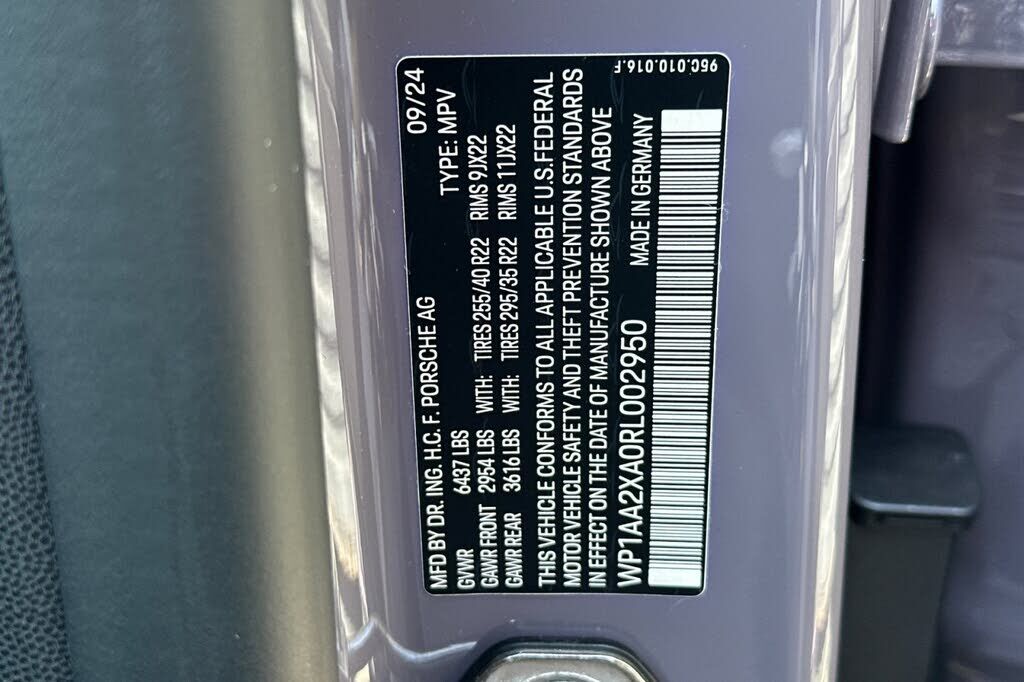 MFD BY DR. ING. H.C. F. PORSCHE AG 09/24
GVWR 6437 LBS TYPE: MPV
GAWR FRONT 2954 LBS WITH: TIRES 255/40 R22 RIMS 9JX22
GAWR REAR 3616 LBS WITH: TIRES 295/35 R22 RIMS 11JX22
THIS VEHICLE CONFORMS TO ALL APPLICABLE U.S. FEDERAL
MOTOR VEHICLE SAFETY AND THEFT PREVENTION STANDARDS
IN EFFECT ON THE DATE OF MANUFACTURE SHOWN ABOVE
WP1AA2XA0RL002950 MADE IN GERMANY
95C.010.016.F